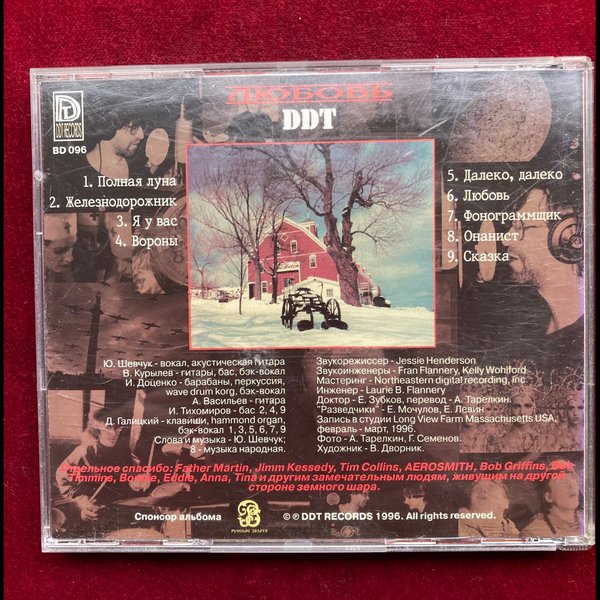 ЛЮБОВЬ
DDT
DDT RECORDS
BD 096
1. Полная луна
2. Железнодорожник
3. Я у вас
4. Вороны
5. Далеко, далеко
6. Любовь
7. Фонограммщик
8. Онанист
9. Сказка
Ю. Шевчук - вокал, акустическая гитара
В. Курылев - гитары, бас, бэк-вокал
И. Доценко - барабаны, перкуссия,
wave drum korg, бэк-вокал
А. Васильев - гитара
И. Тихомиров - бас 2, 4, 9
Д. Галицкий - клавиши, hammond organ,
бэк-вокал 1, 3, 5, 6, 7, 9
Слова и музыка - Ю. Шевчук;
8 - музыка народная.
Звукорежиссер - Jessie Henderson
Звукоинженеры - Fran Flannery, Kelly Wohlford
Мастеринг - Northeastern digital recording, inc.
Инженер - Laurie B. Flannery
Доктор - Е. Зубков, перевод - А. Тарелкин.
"Разведчики" - Е. Мочулов, Е. Левин
Запись в студии Long View Farm Massachusetts USA,
февраль - март, 1996.
Фото - А. Тарелкин, Г. Семенов.
Художник - В. Дворник.
Отдельное спасибо: Father Martin, Jimm Kessedy, Tim Collins, AEROSMITH, Bob Griffins, Bob
Timmins, Bonnie, Eddie, Anna, Tina и другим замечательным людям, живущим на другой
стороне земного шара.
Спонсор альбома
© ℗ DDT RECORDS 1996. All rights reserved.